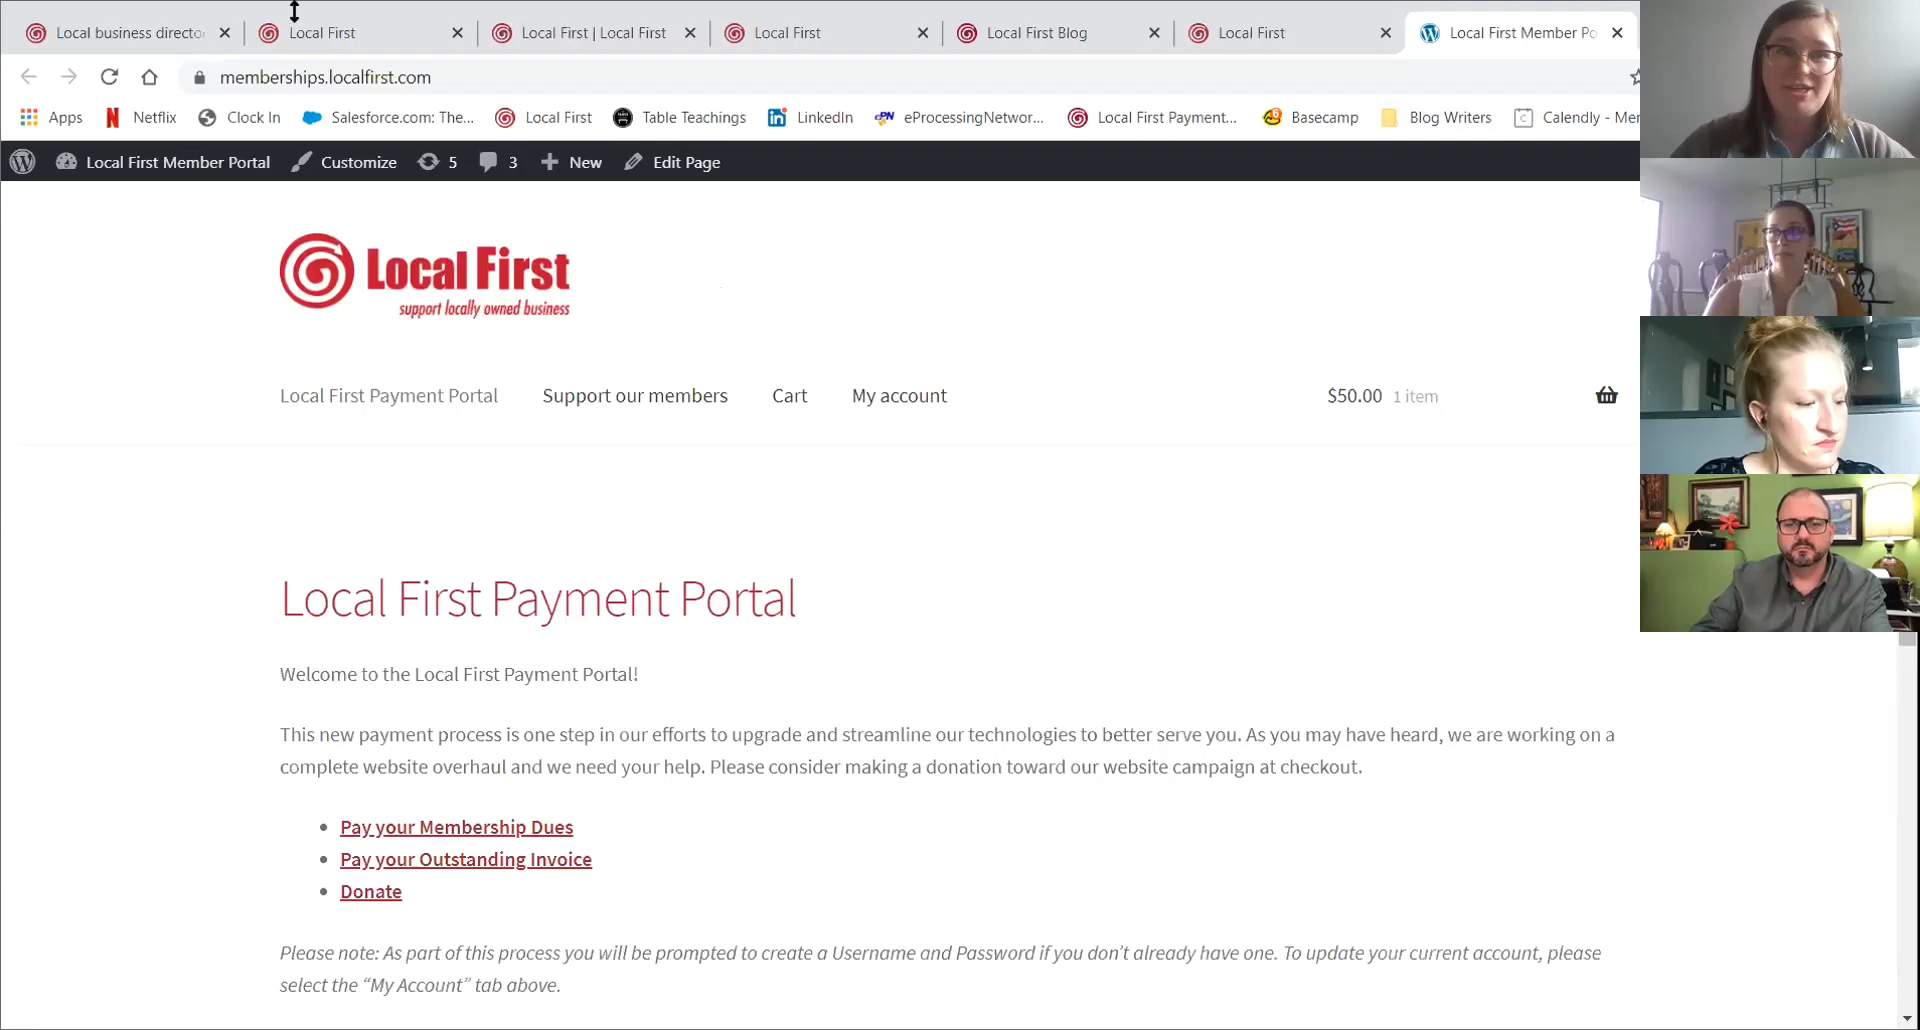 Local business directo
Local First
Local First | Local First
Local First
Local First Blog
Local First
Local First Member Po
memberships.localfirst.com
Apps
Netflix
Clock In
Salesforce.com: The...
Local First
Table Teachings
LinkedIn
eProcessingNetwor...
Local First Payment...
Basecamp
Blog Writers
Calendly - Mer
Local First Member Portal
Customize
5
3
New
Edit Page
Local First
support locally owned business
Local First Payment Portal
Support our members
Cart
My account
$50.00 1 item
Local First Payment Portal
Welcome to the Local First Payment Portal!
This new payment process is one step in our efforts to upgrade and streamline our technologies to better serve you. As you may have heard, we are working on a
complete website overhaul and we need your help. Please consider making a donation toward our website campaign at checkout.
Pay your Membership Dues
Pay your Outstanding Invoice
Donate
Please note: As part of this process you will be prompted to create a Username and Password if you don't already have one. To update your current account, please
select the “My Account” tab above.